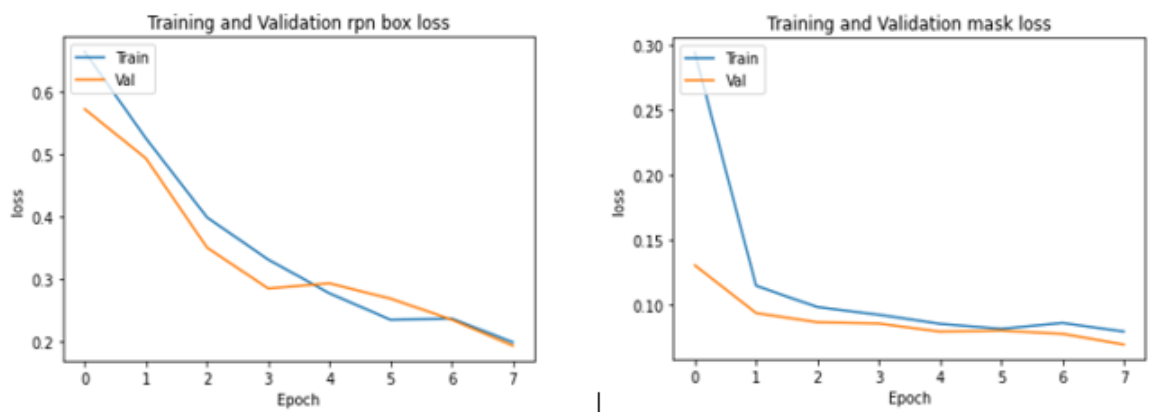 Training and Validation rpn box loss
Train
Val
0.6
0.5
0.4
0.3
0.2
loss
0 1 2 3 4 5 6 7
Epoch
Training and Validation mask loss
Train
Val
0.30
0.25
0.20
0.15
0.10
loss
0 1 2 3 4 5 6 7
Epoch